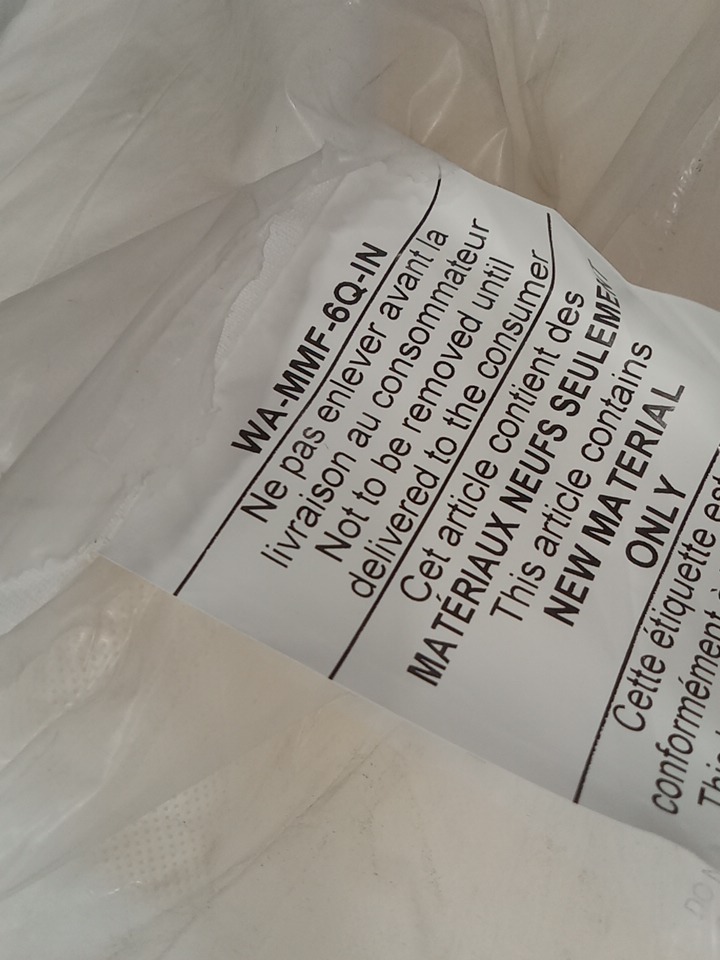 WA-MMF-6Q-IN
Ne pas enlever avant la
livraison au consommateur
Not to be removed until
delivered to the consumer
Cet article contient des
MATÉRIAUX NEUFS SEULEMENT
This article contains
NEW MATERIAL
ONLY
Cette étiquette est
conformément
This